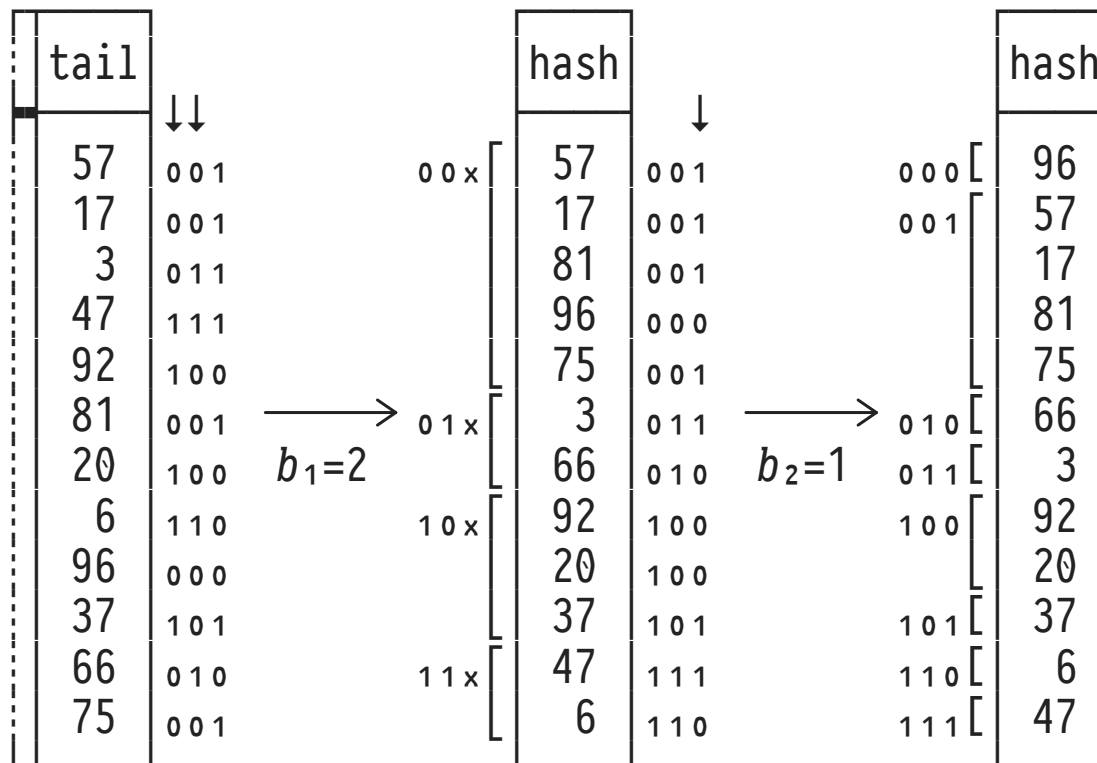 tail hash hash
↓↓ ↓
57 001 00x 57 001 000 96
17 001 17 001 001 57
3 011 81 001 17
47 111 96 000 81
92 100 75 001 75
81 001 01x 3 011 010 66
20 100 b₁=2 66 010 b₂=1 011 3
6 110 10x 92 100 100 92
96 000 20 100 20
37 101 37 101 101 37
66 010 11x 47 111 110 6
75 001 6 110 111 47